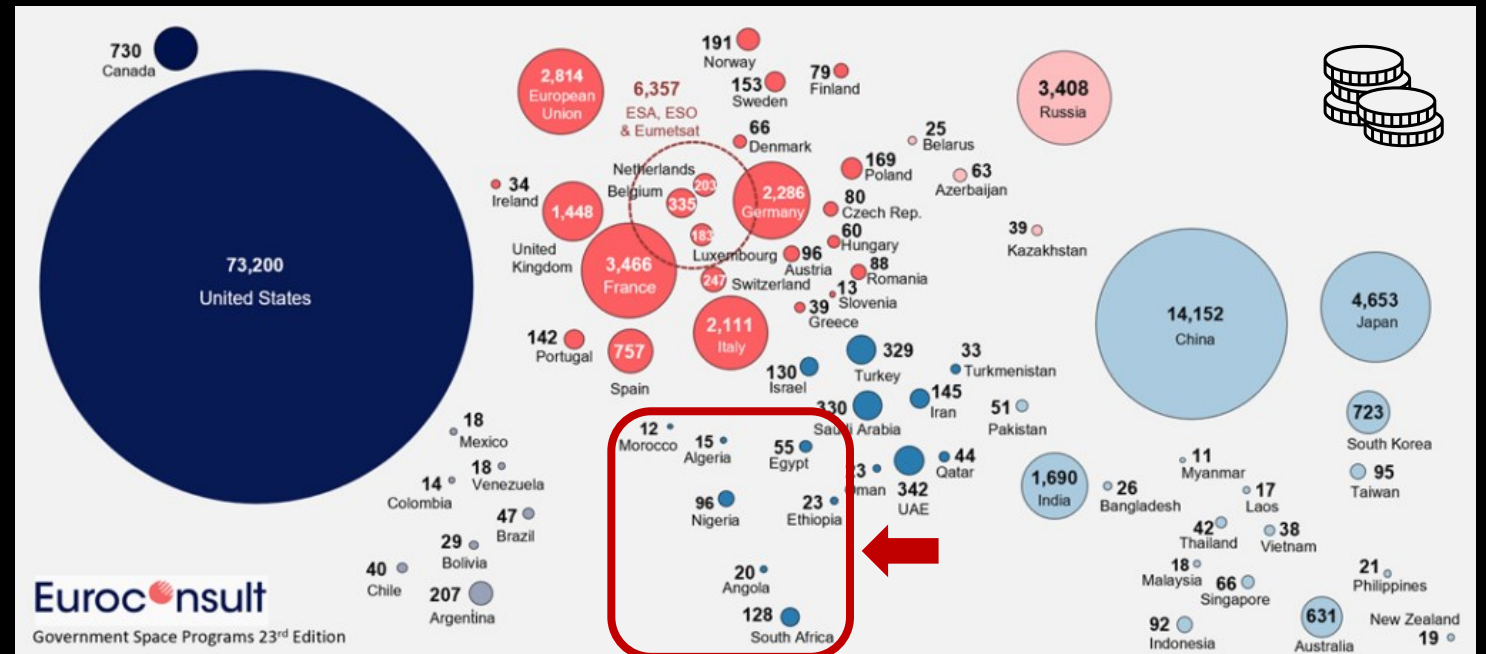 730
Canada
73,200
United States
2,814
European
Union
6,357
ESA, ESO
& Eumetsat
191
Norway
153
Sweden
79
Finland
66
Denmark
34
Ireland
1,448
United
Kingdom
Netherlands
203
Belgium
335
183
Luxembourg
2,286
Germany
169
Poland
80
Czech Rep.
60
Hungary
96
Austria
88
Romania
13
Slovenia
39
Greece
3,466
France
247
Switzerland
2,111
Italy
142
Portugal
757
Spain
3,408
Russia
25
Belarus
63
Azerbaijan
39
Kazakhstan
14,152
China
4,653
Japan
130
Israel
329
Turkey
33
Turkmenistan
330
Saudi Arabia
145
Iran
51
Pakistan
723
South Korea
18
Mexico
18
Venezuela
14
Colombia
47
Brazil
29
Bolivia
40
Chile
207
Argentina
12
Morocco
15
Algeria
55
Egypt
96
Nigeria
23
Ethiopia
20
Angola
128
South Africa
23
Oman
342
UAE
44
Qatar
1,690
India
26
Bangladesh
11
Myanmar
17
Laos
95
Taiwan
42
Thailand
38
Vietnam
18
Malaysia
66
Singapore
21
Philippines
92
Indonesia
631
Australia
New Zealand
19
Euroconsult
Government Space Programs 23rd Edition